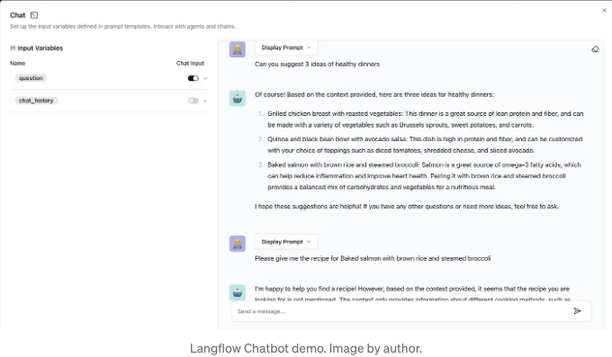 Chat
Set up the input variables defined in prompt templates. Interact with agents and chains.
Input Variables
Name Chat Input
question
chat_history
Display Prompt
Can you suggest 3 ideas of healthy dinners
Of course! Based on the context provided, here are three ideas for healthy dinners:
1. Grilled chicken breast with roasted vegetables: This dinner is a great source of lean protein and fiber, and can
be made with a variety of vegetables such as Brussels sprouts, sweet potatoes, and carrots.
2. Quinoa and black bean bowl with avocado salsa: This dish is high in protein and fiber, and can be customized
with your choice of toppings such as diced tomatoes, shredded cheese, and sliced avocado.
3. Baked salmon with brown rice and steamed broccoli: Salmon is a great source of omega-3 fatty acids, which
can help reduce inflammation and improve heart health. Pairing it with brown rice and steamed broccoli
provides a balanced mix of carbohydrates and vegetables for a nutritious meal.
I hope these suggestions are helpful! If you have any other questions or need more ideas, feel free to ask.
Display Prompt
Please give me the recipe for Baked salmon with brown rice and steamed broccoli
I'm happy to help you find a recipe! However, based on the context provided, it seems that the recipe you are
looking for is not mentioned. The context only provides information about different cooking methods, such as
Send a message...
Langflow Chatbot demo. Image by author.